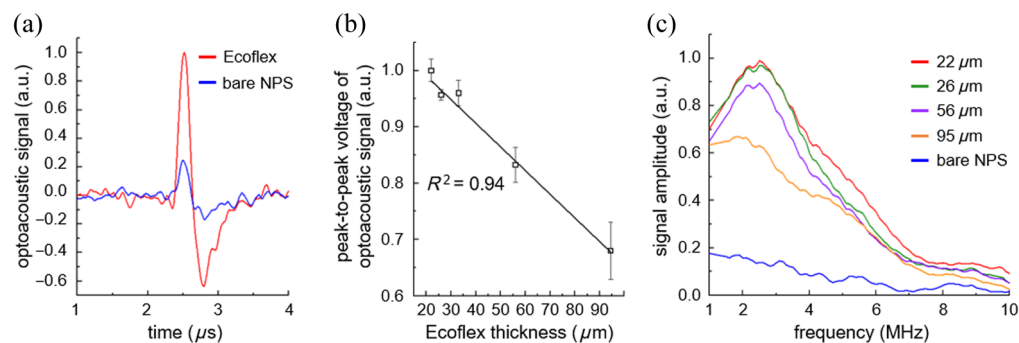 (a)
optoacoustic signal (a.u.)
1.0
0.8
0.6
0.4
0.2
0.0
−0.2
−0.4
−0.6
1
2
3
4
time (µs)
Ecoflex
bare NPS
(b)
peak-to-peak voltage of
optoacoustic signal (a.u.)
1.0
0.9
0.8
0.7
0.6
R² = 0.94
20 30 40 50 60 70 80 90
Ecoflex thickness (µm)
(c)
signal amplitude (a.u.)
1.0
0.8
0.6
0.4
0.2
0.0
1
2
4
6
8
10
frequency (MHz)
22 µm
26 µm
56 µm
95 µm
bare NPS